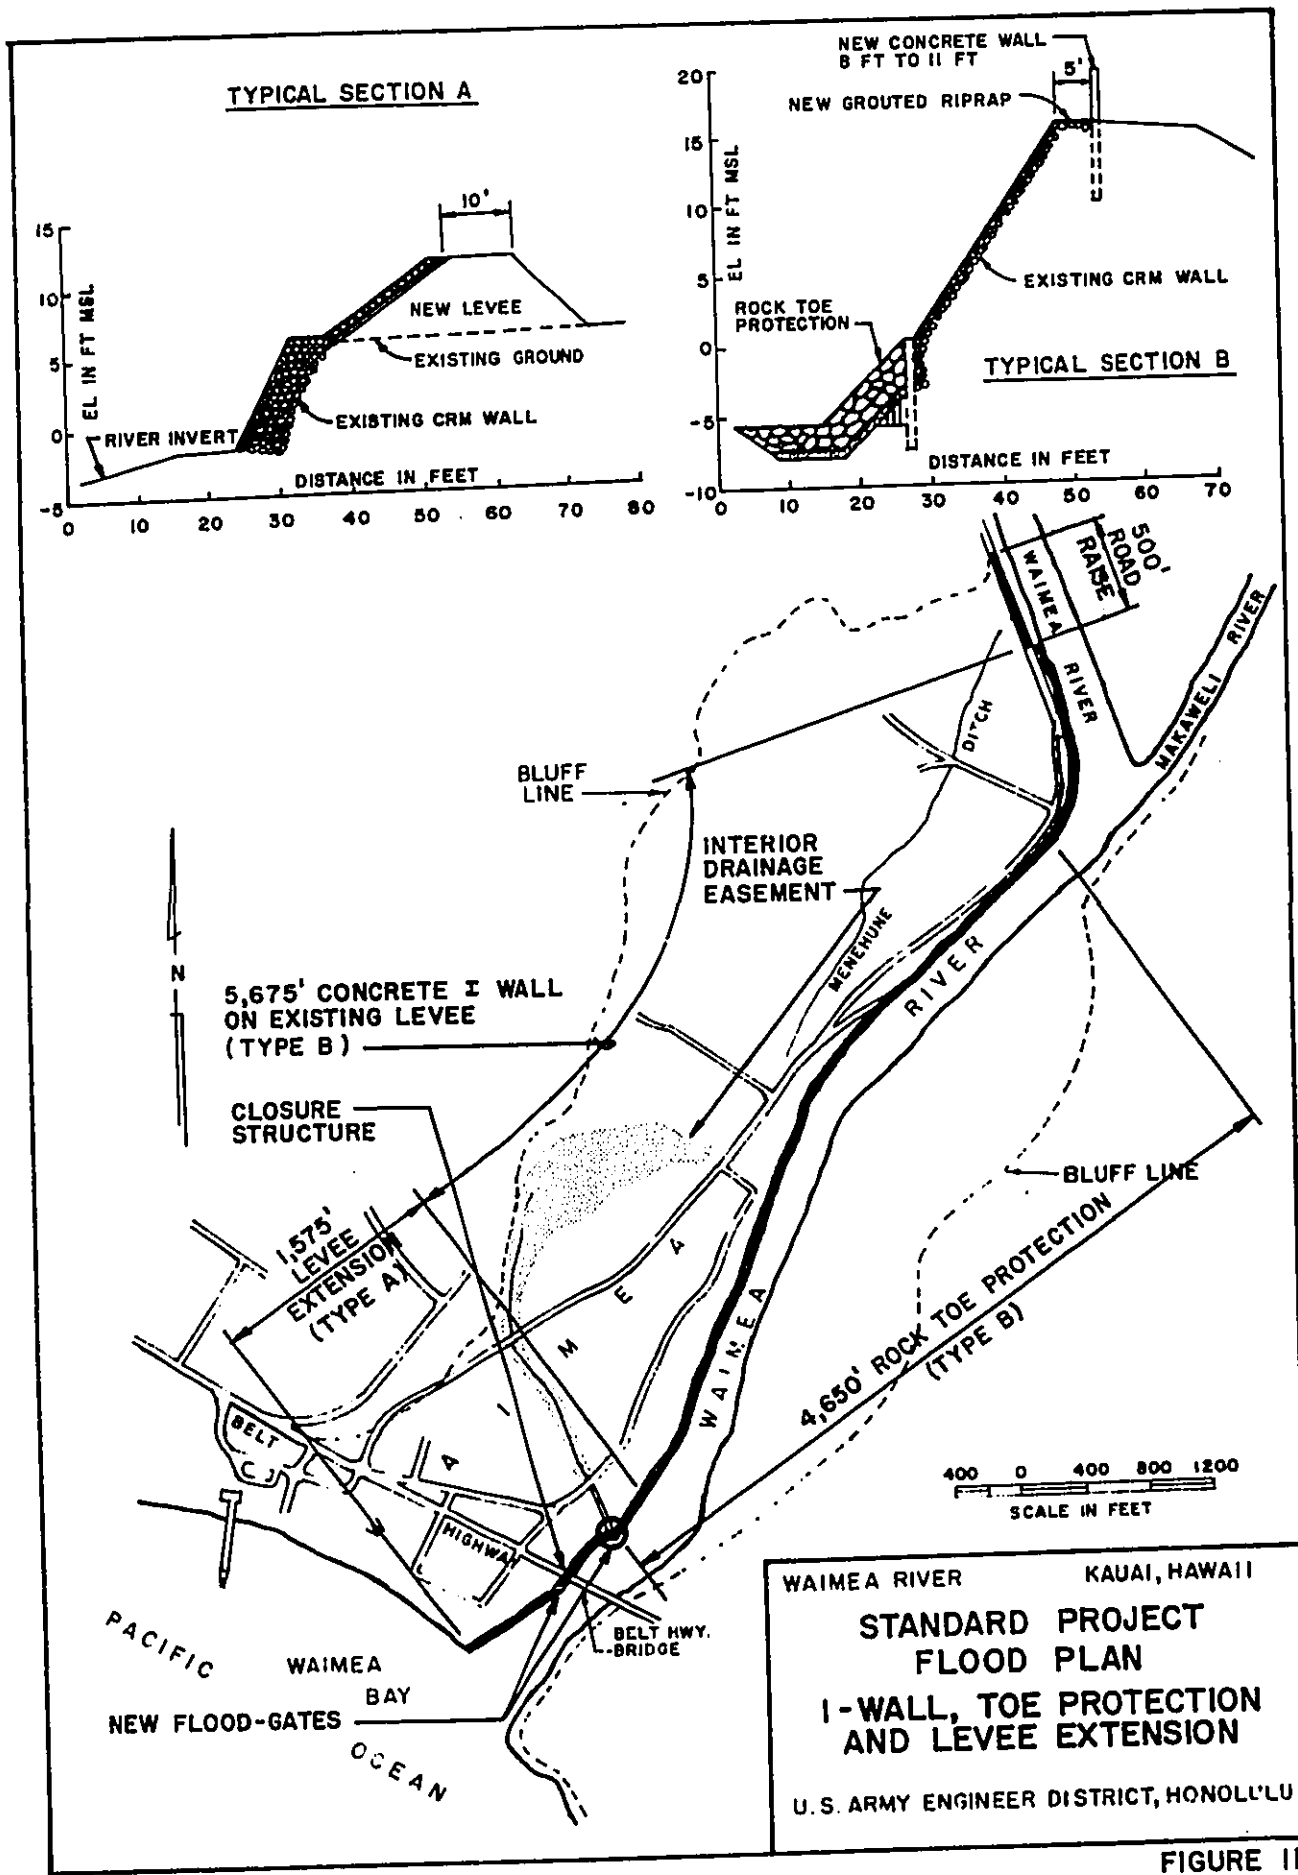 TYPICAL SECTION A
10'
15
10
5
0
-5
EL IN FT MSL
NEW LEVEE
EXISTING GROUND
EXISTING CRM WALL
RIVER INVERT
DISTANCE IN FEET
0 10 20 30 40 50 60 70 80
NEW CONCRETE WALL
8 FT TO 11 FT
5'
NEW GROUTED RIPRAP
20
15
10
5
0
-5
-10
EL IN FT MSL
EXISTING CRM WALL
ROCK TOE
PROTECTION
TYPICAL SECTION B
DISTANCE IN FEET
0 10 20 30 40 50 60 70
500'
ROAD
RAISE
WAIMEA
RIVER
MAKAWELI RIVER
DITCH
BLUFF
LINE
INTERIOR
DRAINAGE
EASEMENT
MENEHUNE
RIVER
N
5,675' CONCRETE I WALL
ON EXISTING LEVEE
(TYPE B)
CLOSURE
STRUCTURE
BLUFF LINE
1,575'
LEVEE
EXTENSION
(TYPE A)
WAIMEA
WAIMEA
4,650' ROCK TOE PROTECTION
(TYPE B)
BELT
HIGHWAY
400 0 400 800 1200
SCALE IN FEET
BELT HWY.
BRIDGE
PACIFIC
WAIMEA
BAY
NEW FLOOD-GATES
OCEAN
WAIMEA RIVER KAUAI, HAWAII
STANDARD PROJECT
FLOOD PLAN
I-WALL, TOE PROTECTION
AND LEVEE EXTENSION
U.S. ARMY ENGINEER DISTRICT, HONOLULU
FIGURE 11